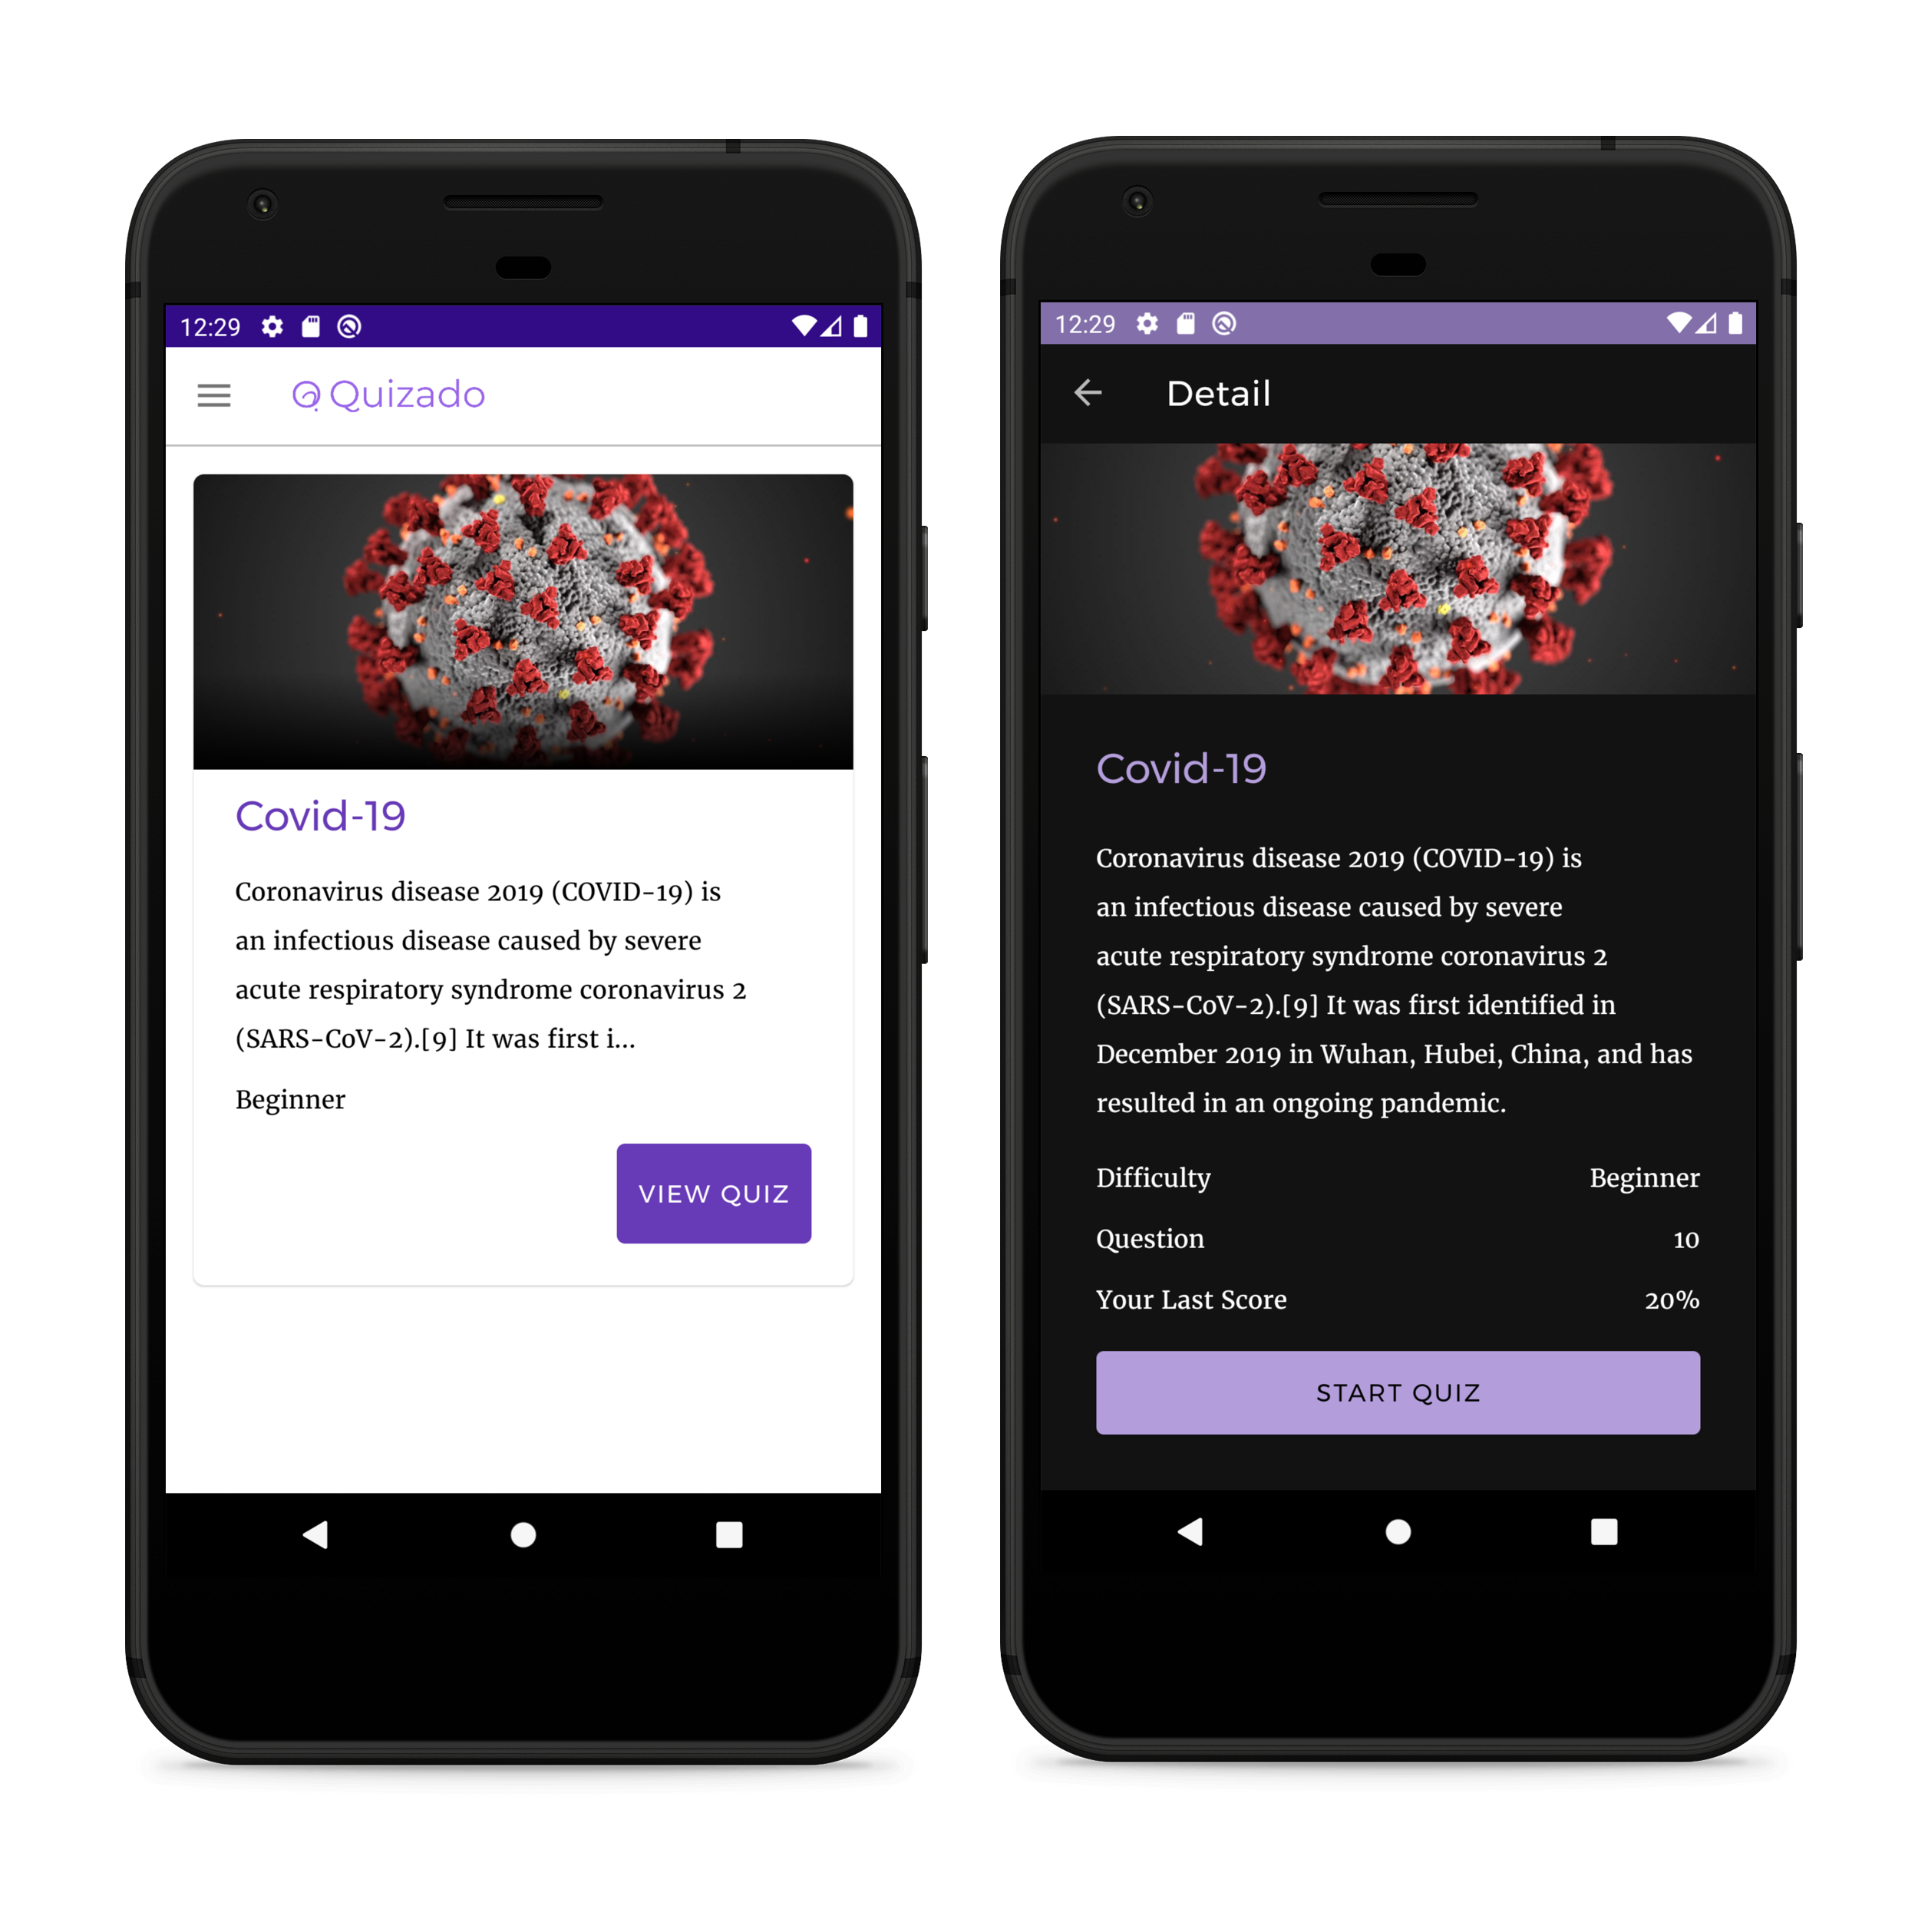 12:29
Quizado
Covid-19
Coronavirus disease 2019 (COVID-19) is
an infectious disease caused by severe
acute respiratory syndrome coronavirus 2
(SARS-CoV-2).[9] It was first i...
Beginner
VIEW QUIZ
12:29
Detail
Covid-19
Coronavirus disease 2019 (COVID-19) is
an infectious disease caused by severe
acute respiratory syndrome coronavirus 2
(SARS-CoV-2).[9] It was first identified in
December 2019 in Wuhan, Hubei, China, and has
resulted in an ongoing pandemic.
Difficulty Beginner
Question 10
Your Last Score 20%
START QUIZ